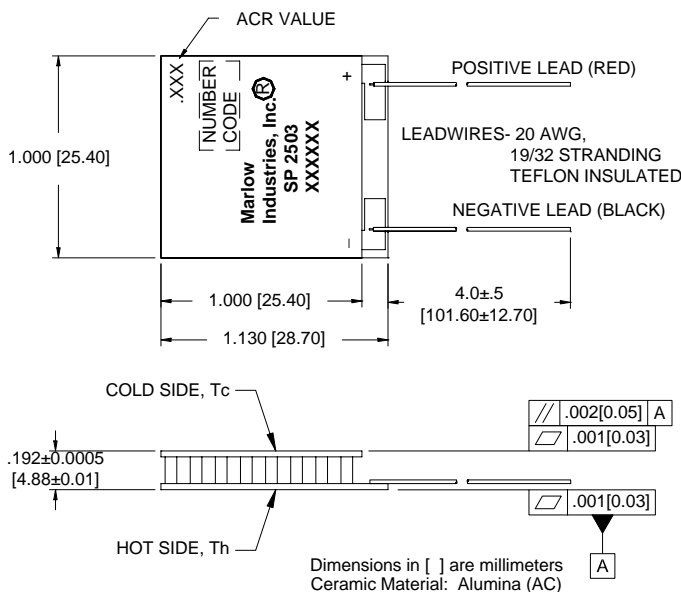 ACR VALUE
.XXX
NUMBER
CODE
Marlow
Industries, Inc.®
SP 2503
XXXXXX
+
–
POSITIVE LEAD (RED)
LEADWIRES- 20 AWG,
19/32 STRANDING
TEFLON INSULATED
NEGATIVE LEAD (BLACK)
1.000 [25.40]
1.000 [25.40]
4.0±.5
[101.60±12.70]
1.130 [28.70]
COLD SIDE, Tc
// .002[0.05] A
.001[0.03]
.192±0.0005
[4.88±0.01]
.001[0.03]
HOT SIDE, Th
A
Dimensions in [ ] are millimeters
Ceramic Material: Alumina (AC)